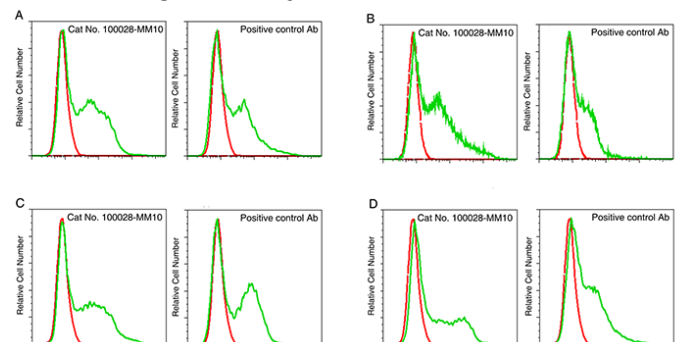 A
Cat No. 100028-MM10
Relative Cell Number
Positive control Ab
Relative Cell Number
B
Cat No. 100028-MM10
Relative Cell Number
Positive control Ab
Relative Cell Number
C
Cat No. 100028-MM10
Relative Cell Number
Positive control Ab
Relative Cell Number
D
Cat No. 100028-MM10
Relative Cell Number
Positive control Ab
Relative Cell Number